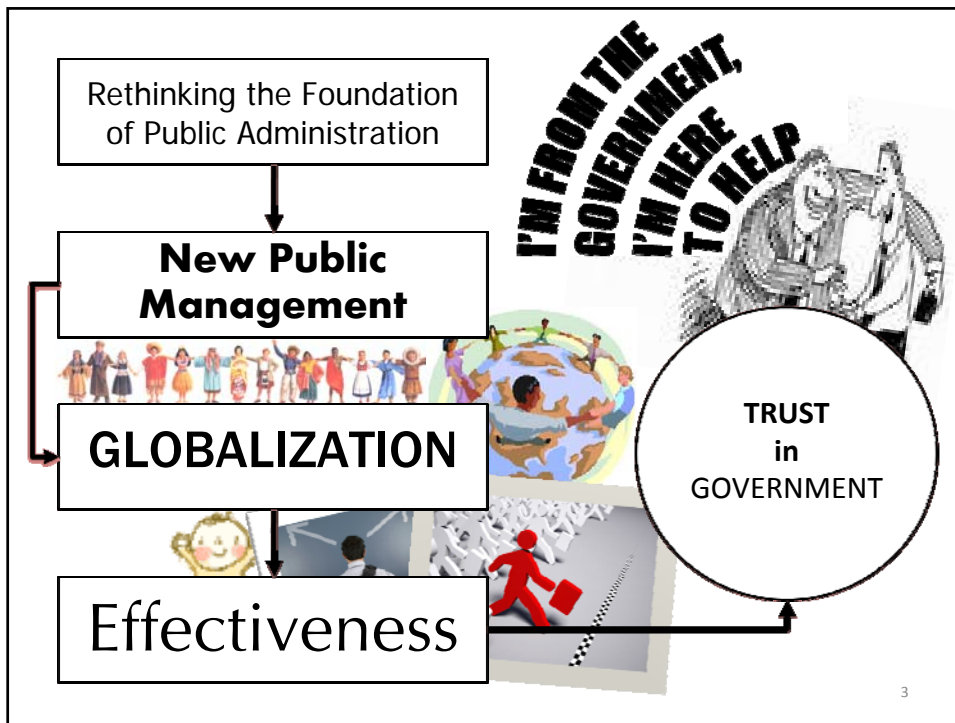 Rethinking the Foundation
of Public Administration
New Public
Management
GLOBALIZATION
Effectiveness
I'M FROM THE
GOVERNMENT,
I'M HERE
TO HELP
TRUST
in
GOVERNMENT
3